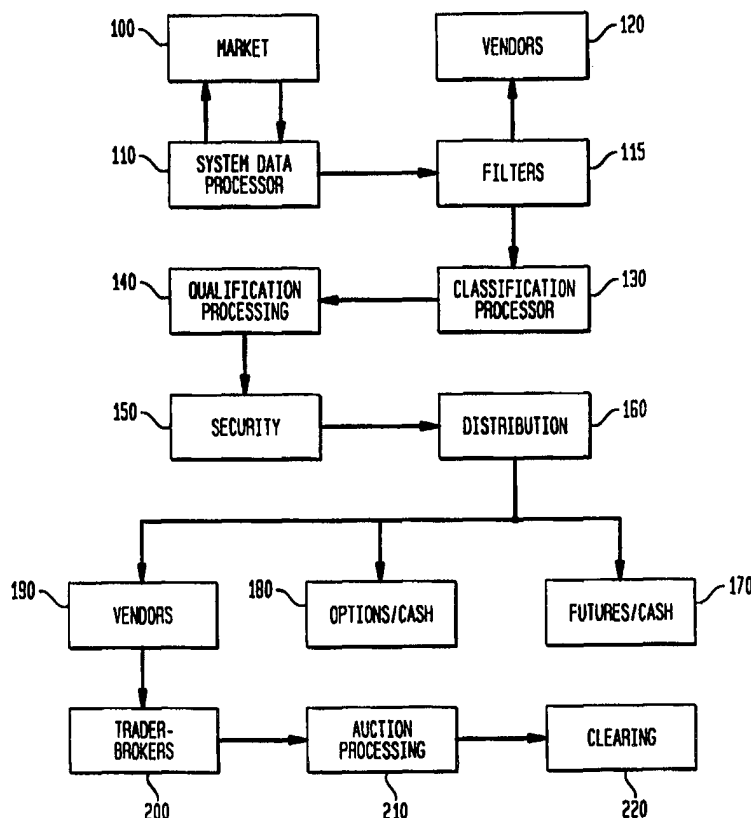 100
MARKET
VENDORS
120
110
SYSTEM DATA
PROCESSOR
FILTERS
115
140
QUALIFICATION
PROCESSING
CLASSIFICATION
PROCESSOR
130
150
SECURITY
DISTRIBUTION
160
190
VENDORS
180
OPTIONS/CASH
FUTURES/CASH
170
TRADER-
BROKERS
AUCTION
PROCESSING
CLEARING
200
210
220